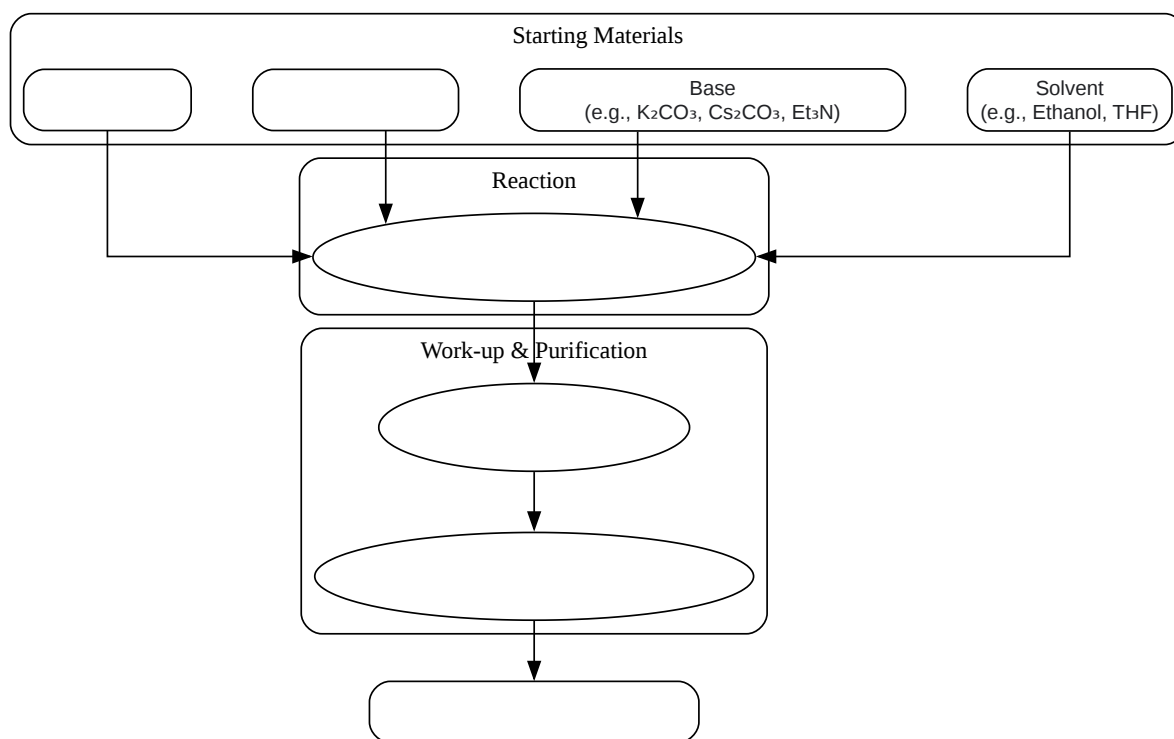 Starting Materials
Base
(e.g., K₂CO₃, Cs₂CO₃, Et₃N)
Solvent
(e.g., Ethanol, THF)
Reaction
Work-up & Purification